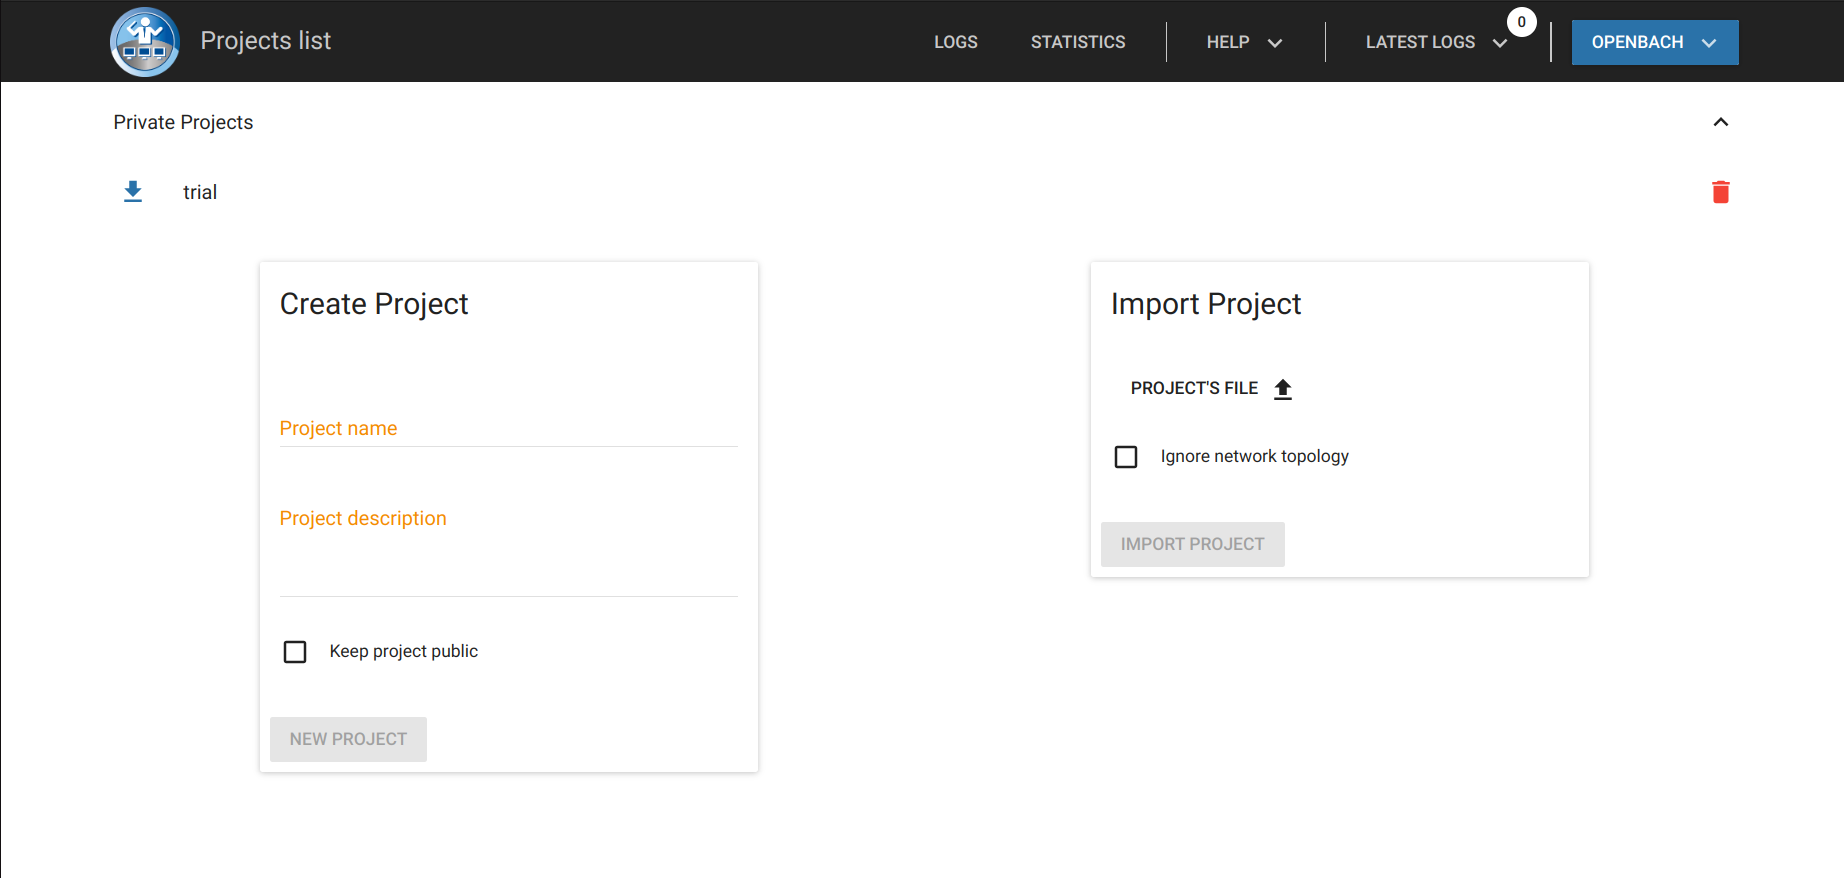 Projects list
LOGS
STATISTICS
HELP
LATEST LOGS
0
OPENBACH
Private Projects
trial
Create Project
Project name
Project description
Keep project public
NEW PROJECT
Import Project
PROJECT'S FILE
Ignore network topology
IMPORT PROJECT